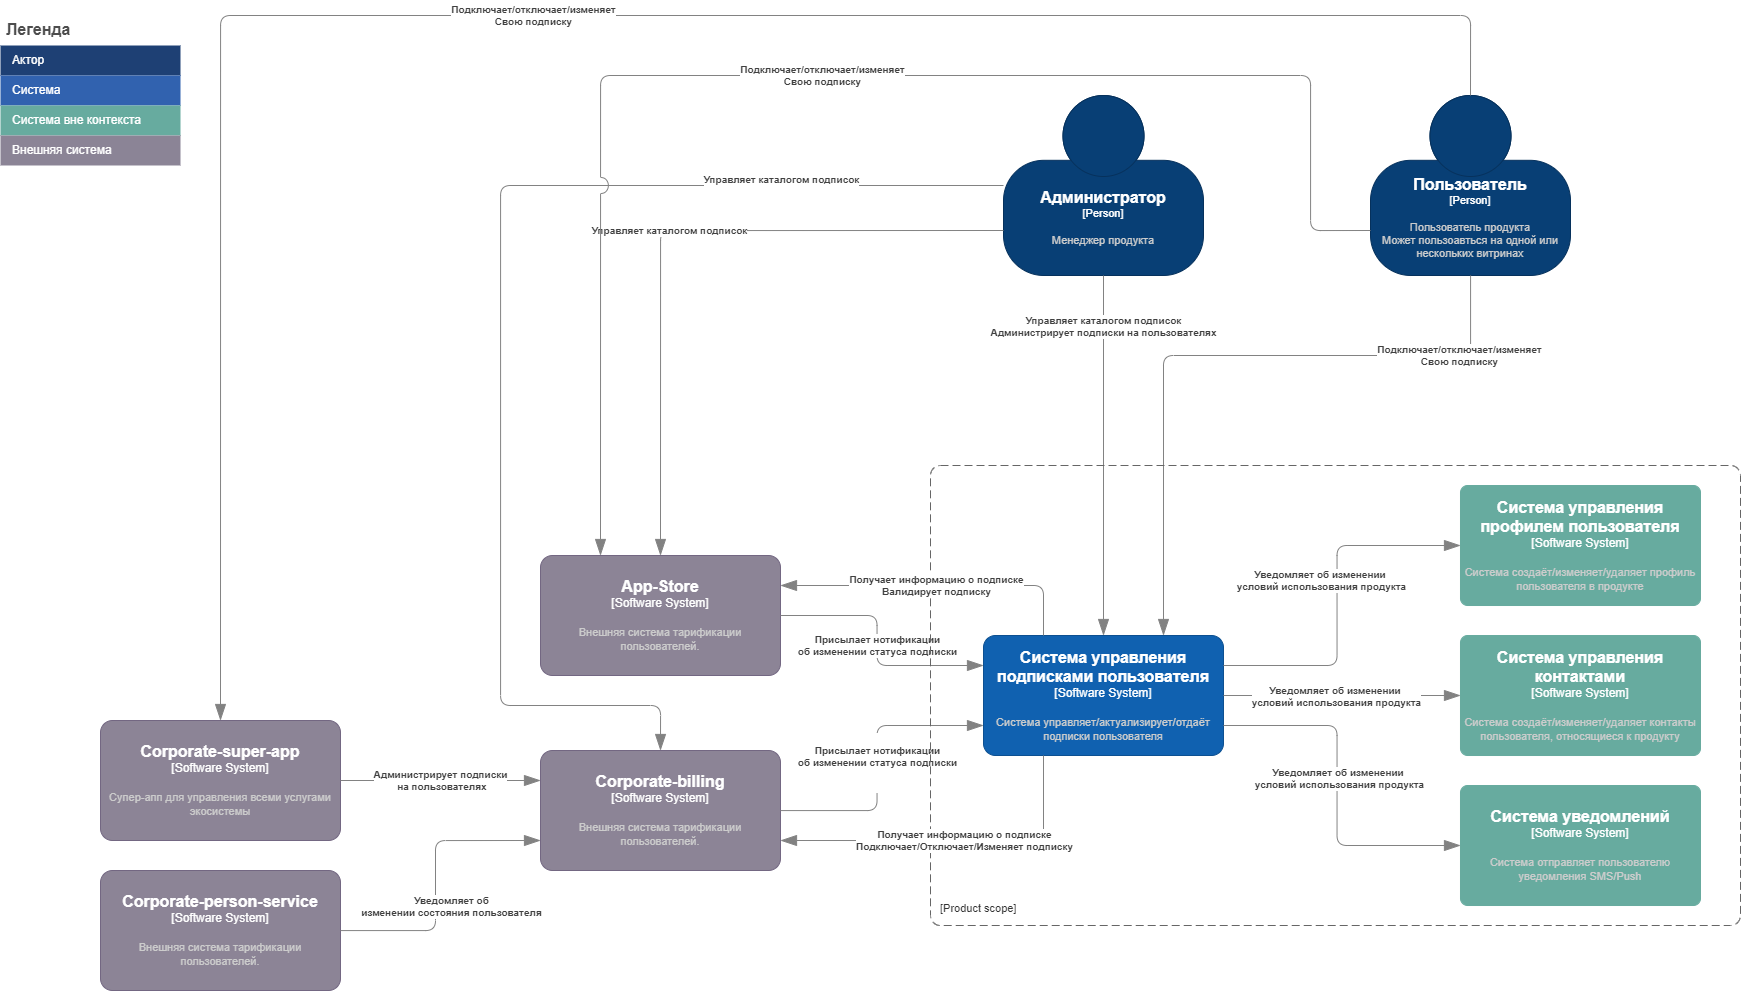 Подключает/отключает/изменяет
Свою подписку
Легенда
Актор
Система
Система вне контекста
Внешняя система
Подключает/отключает/изменяет
Свою подписку
Управляет каталогом подписок
Управляет каталогом подписок
Администратор
[Person]
Менеджер продукта
Пользователь
[Person]
Пользователь продукта
Может пользоавться на одной или
нескольких витринах
Управляет каталогом подписок
Администрирует подписки на пользователях
Подключает/отключает/изменяет
Свою подписку
App-Store
[Software System]
Внешняя система тарификации
пользователей.
Получает информацию о подписке
Валидирует подписку
Присылает нотификации
об изменении статуса подписки
Система управления
подписками пользователя
[Software System]
Система управляет/актуализирует/отдаёт
подписки пользователя
Уведомляет об изменении
условий использования продукта
Уведомляет об изменении
условий использования продукта
Уведомляет об изменении
условий использования продукта
Система управления
профилем пользователя
[Software System]
Система создаёт/изменяет/удаляет профиль
пользователя в продукте
Система управления
контактами
[Software System]
Система создаёт/изменяет/удаляет контакты
пользователя, относящиеся к продукту
Система уведомлений
[Software System]
Система отправляет пользователю
уведомления SMS/Push
Corporate-super-app
[Software System]
Супер-апп для управления всеми услугами
экосистемы
Администрирует подписки
на пользователях
Corporate-billing
[Software System]
Внешняя система тарификации
пользователей.
Присылает нотификации
об изменении статуса подписки
Получает информацию о подписке
Подключает/Отключает/Изменяет подписку
Corporate-person-service
[Software System]
Внешняя система тарификации
пользователей.
Уведомляет об
изменении состояния пользователя
[Product scope]